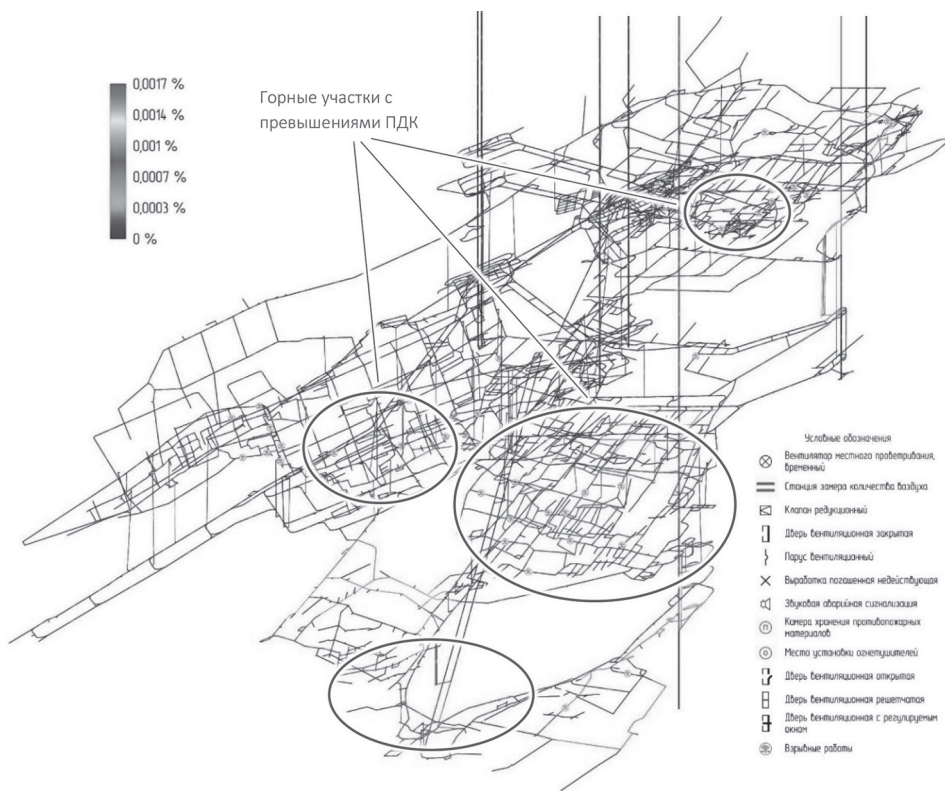 0,0017 %
0,0014 %
0,001 %
0,0007 %
0,0003 %
0 %
Горные участки с
превышениями ПДК
Условные обозначения
Вентилятор местного проветривания,
временный
Станция замера количества воздуха
Клапан редукционный
Дверь вентиляционная закрытая
Парус вентиляционный
Выработка погашенная недействующая
Звуковая аварийная сигнализация
Камера хранения противопожарных
материалов
Место установки огнетушителей
Дверь вентиляционная открытая
Дверь вентиляционная решетчатая
Дверь вентиляционная с регулируемым
окном
Взрывные работы